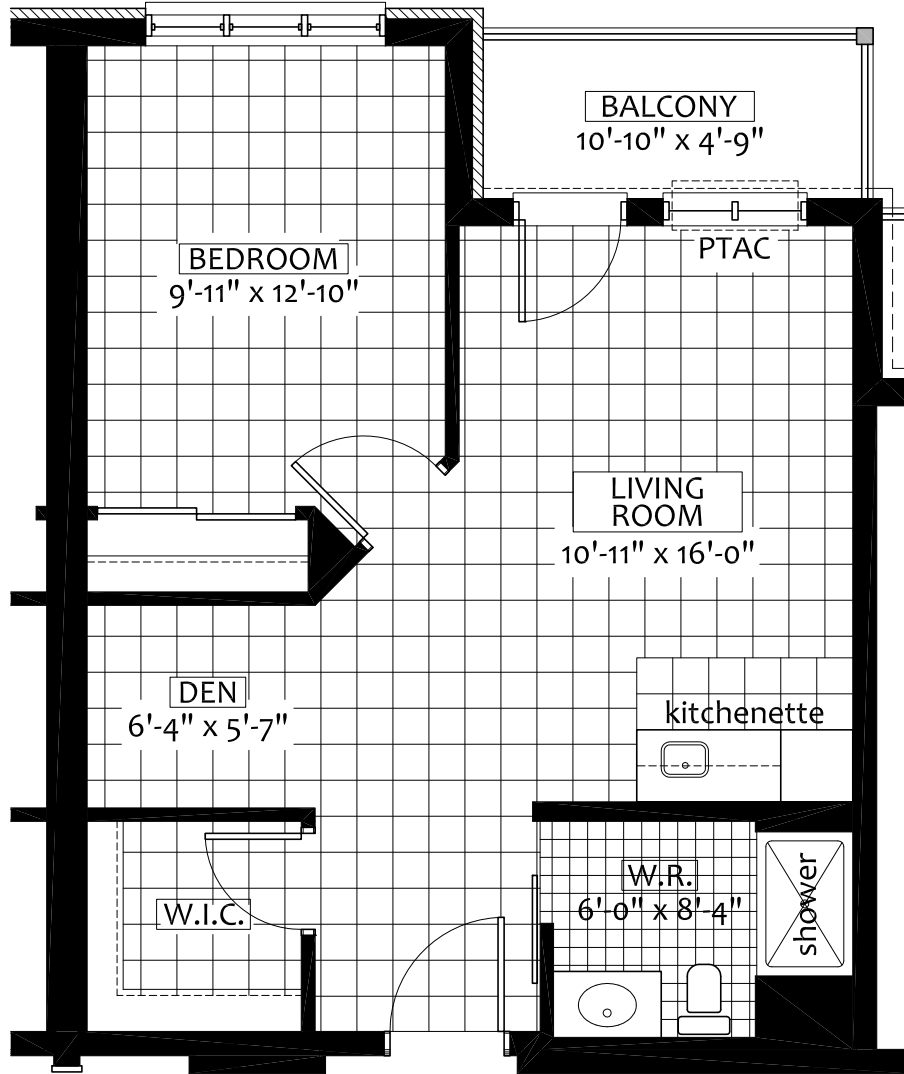 BALCONY
10'-10" x 4'-9"
PTAC
BEDROOM
9'-11" x 12'-10"
LIVING
ROOM
10'-11" x 16'-0"
DEN
6'-4" x 5'-7"
kitchenette
W.R.
6'-0" x 8'-4"
shower
W.I.C.